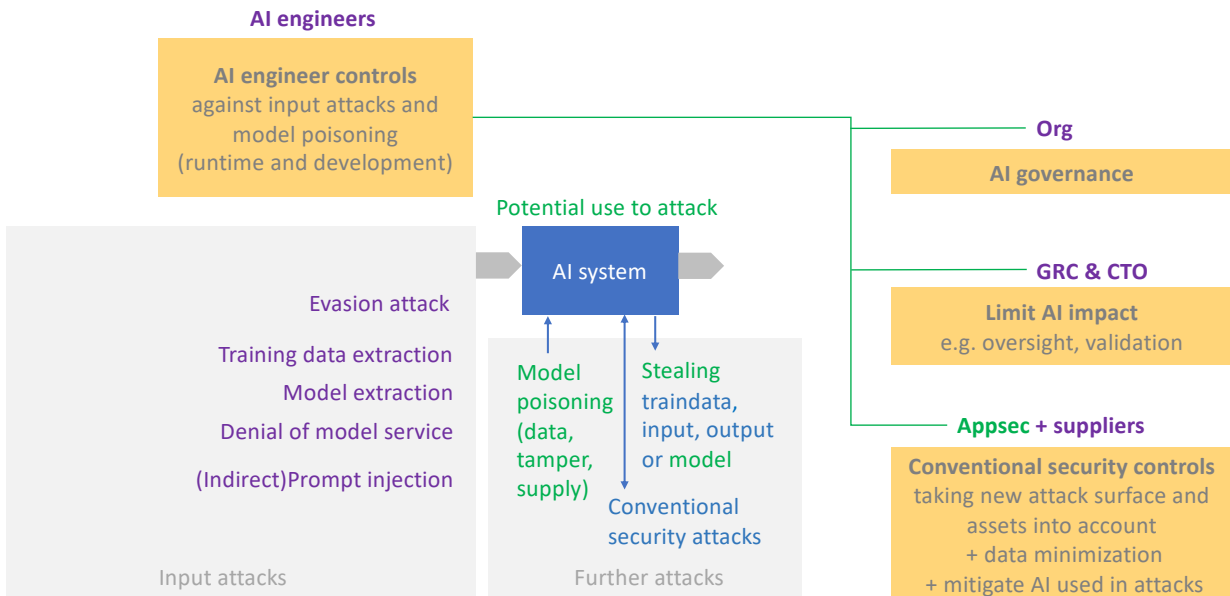 AI engineers
AI engineer controls
against input attacks and
model poisoning
(runtime and development)
Org
AI governance
Potential use to attack
AI system
GRC & CTO
Limit AI impact
e.g. oversight, validation
Evasion attack
Training data extraction
Model extraction
Denial of model service
(Indirect)Prompt injection
Input attacks
Model
poisoning
(data,
tamper,
supply)
Stealing
traindata,
input, output
or model
Conventional
security attacks
Further attacks
Appsec + suppliers
Conventional security controls
taking new attack surface and
assets into account
+ data minimization
+ mitigate AI used in attacks